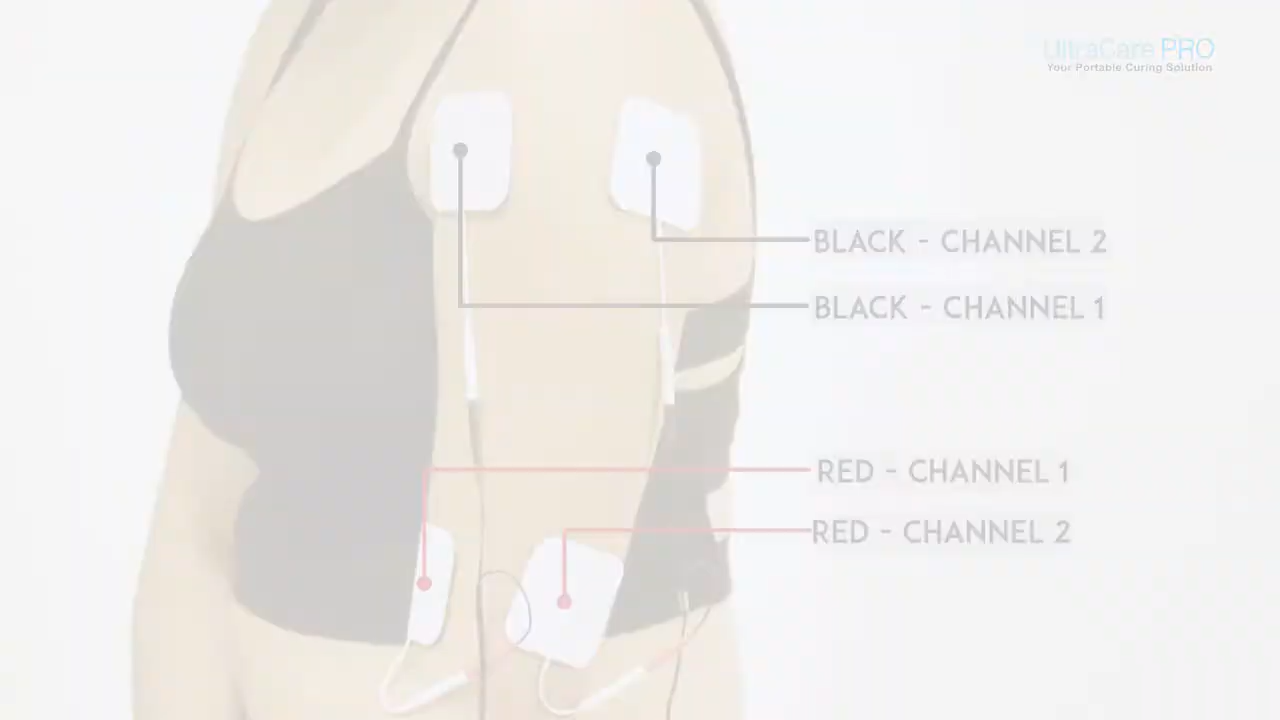 UltraCare PRO
Your Portable Curing Solution
BLACK - CHANNEL 2
BLACK - CHANNEL 1
RED - CHANNEL 1
RED - CHANNEL 2